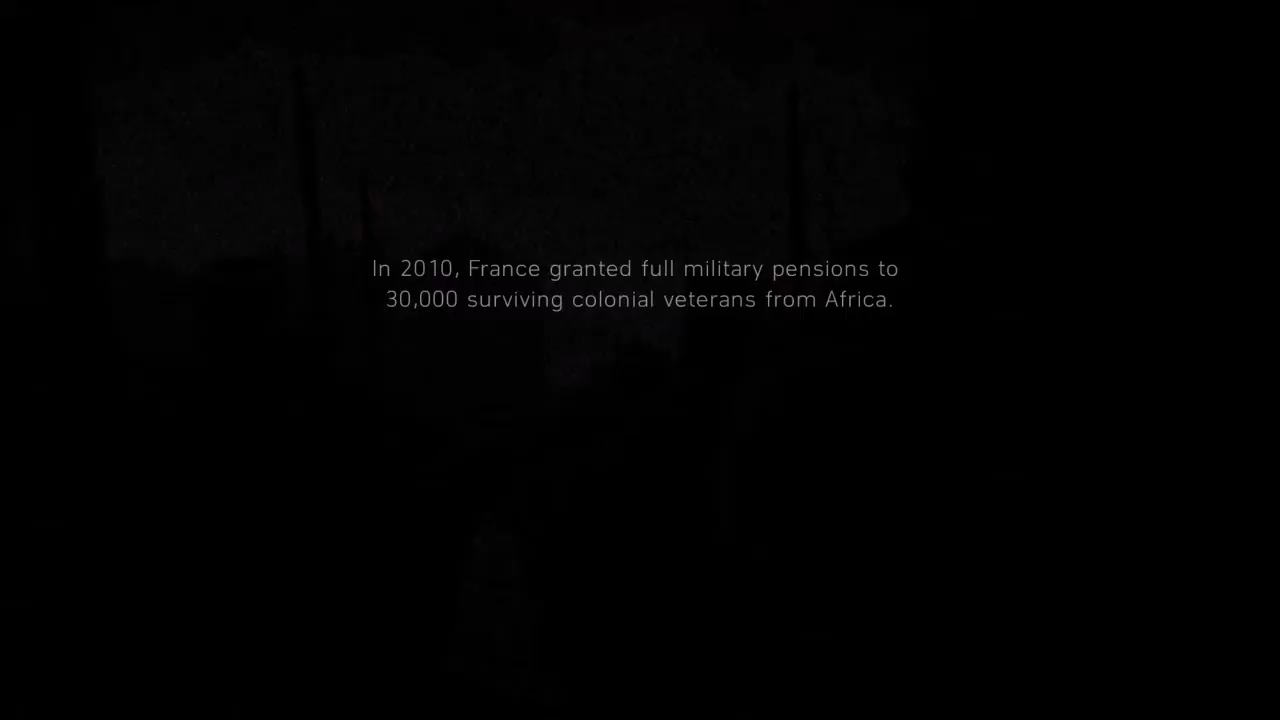 In 2010, France granted full military pensions to
30,000 surviving colonial veterans from Africa.